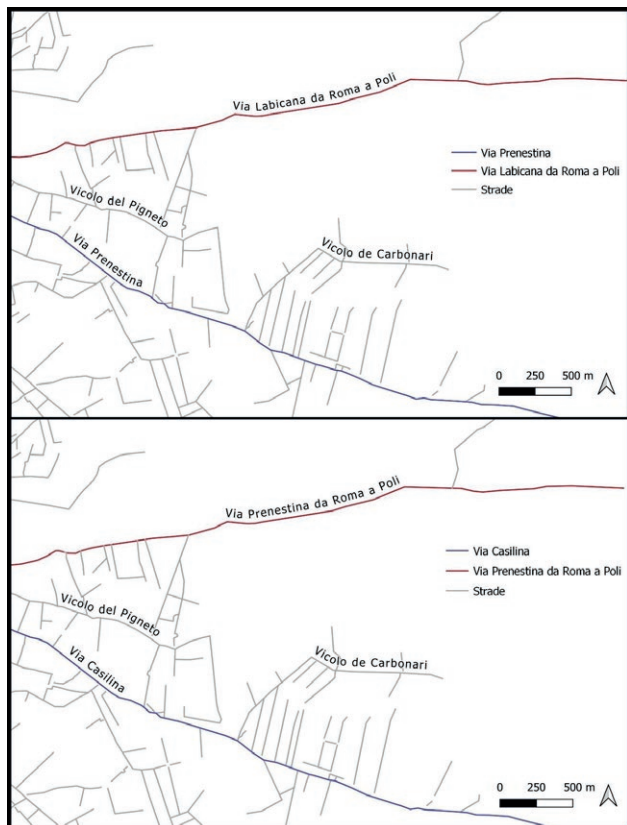 Via Labicana da Roma a Poli
Via Prenestina
Via Labicana da Roma a Poli
Strade
Vicolo del Pigneto
Via Prenestina
Vicolo de Carbonari
0 250 500 m
Via Prenestina da Roma a Poli
Via Casilina
Via Prenestina da Roma a Poli
Strade
Vicolo del Pigneto
Via Casilina
Vicolo de Carbonari
0 250 500 m